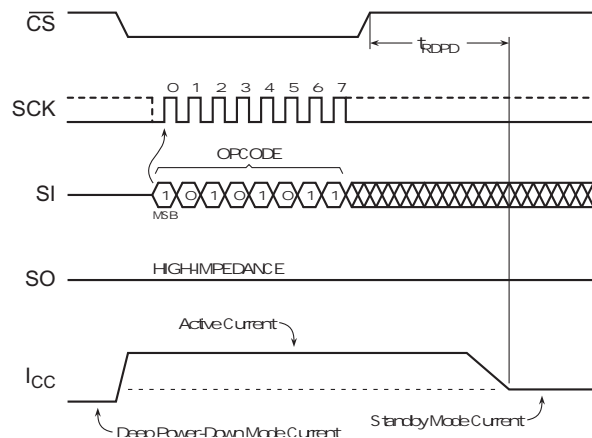 CS
tRDPD
0 1 2 3 4 5 6 7
SCK
OPCODE
SI
1 0 1 0 1 0 1 1
MSB
SO
HIGH-IMPEDANCE
Active Current
ICC
Standby Mode Current
Deep Power-Down Mode Current